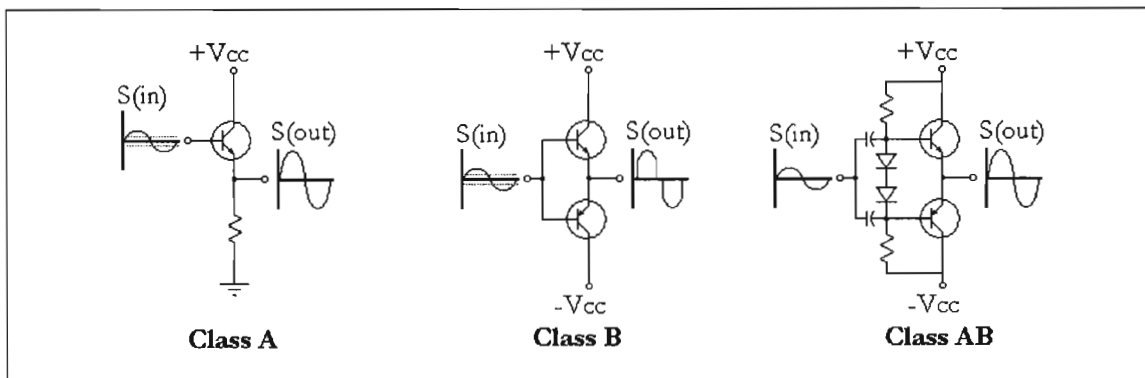 +Vcc
S(in)
S(out)
Class A
+Vcc
S(in)
S(out)
-Vcc
Class B
+Vcc
S(in)
S(out)
-Vcc
Class AB